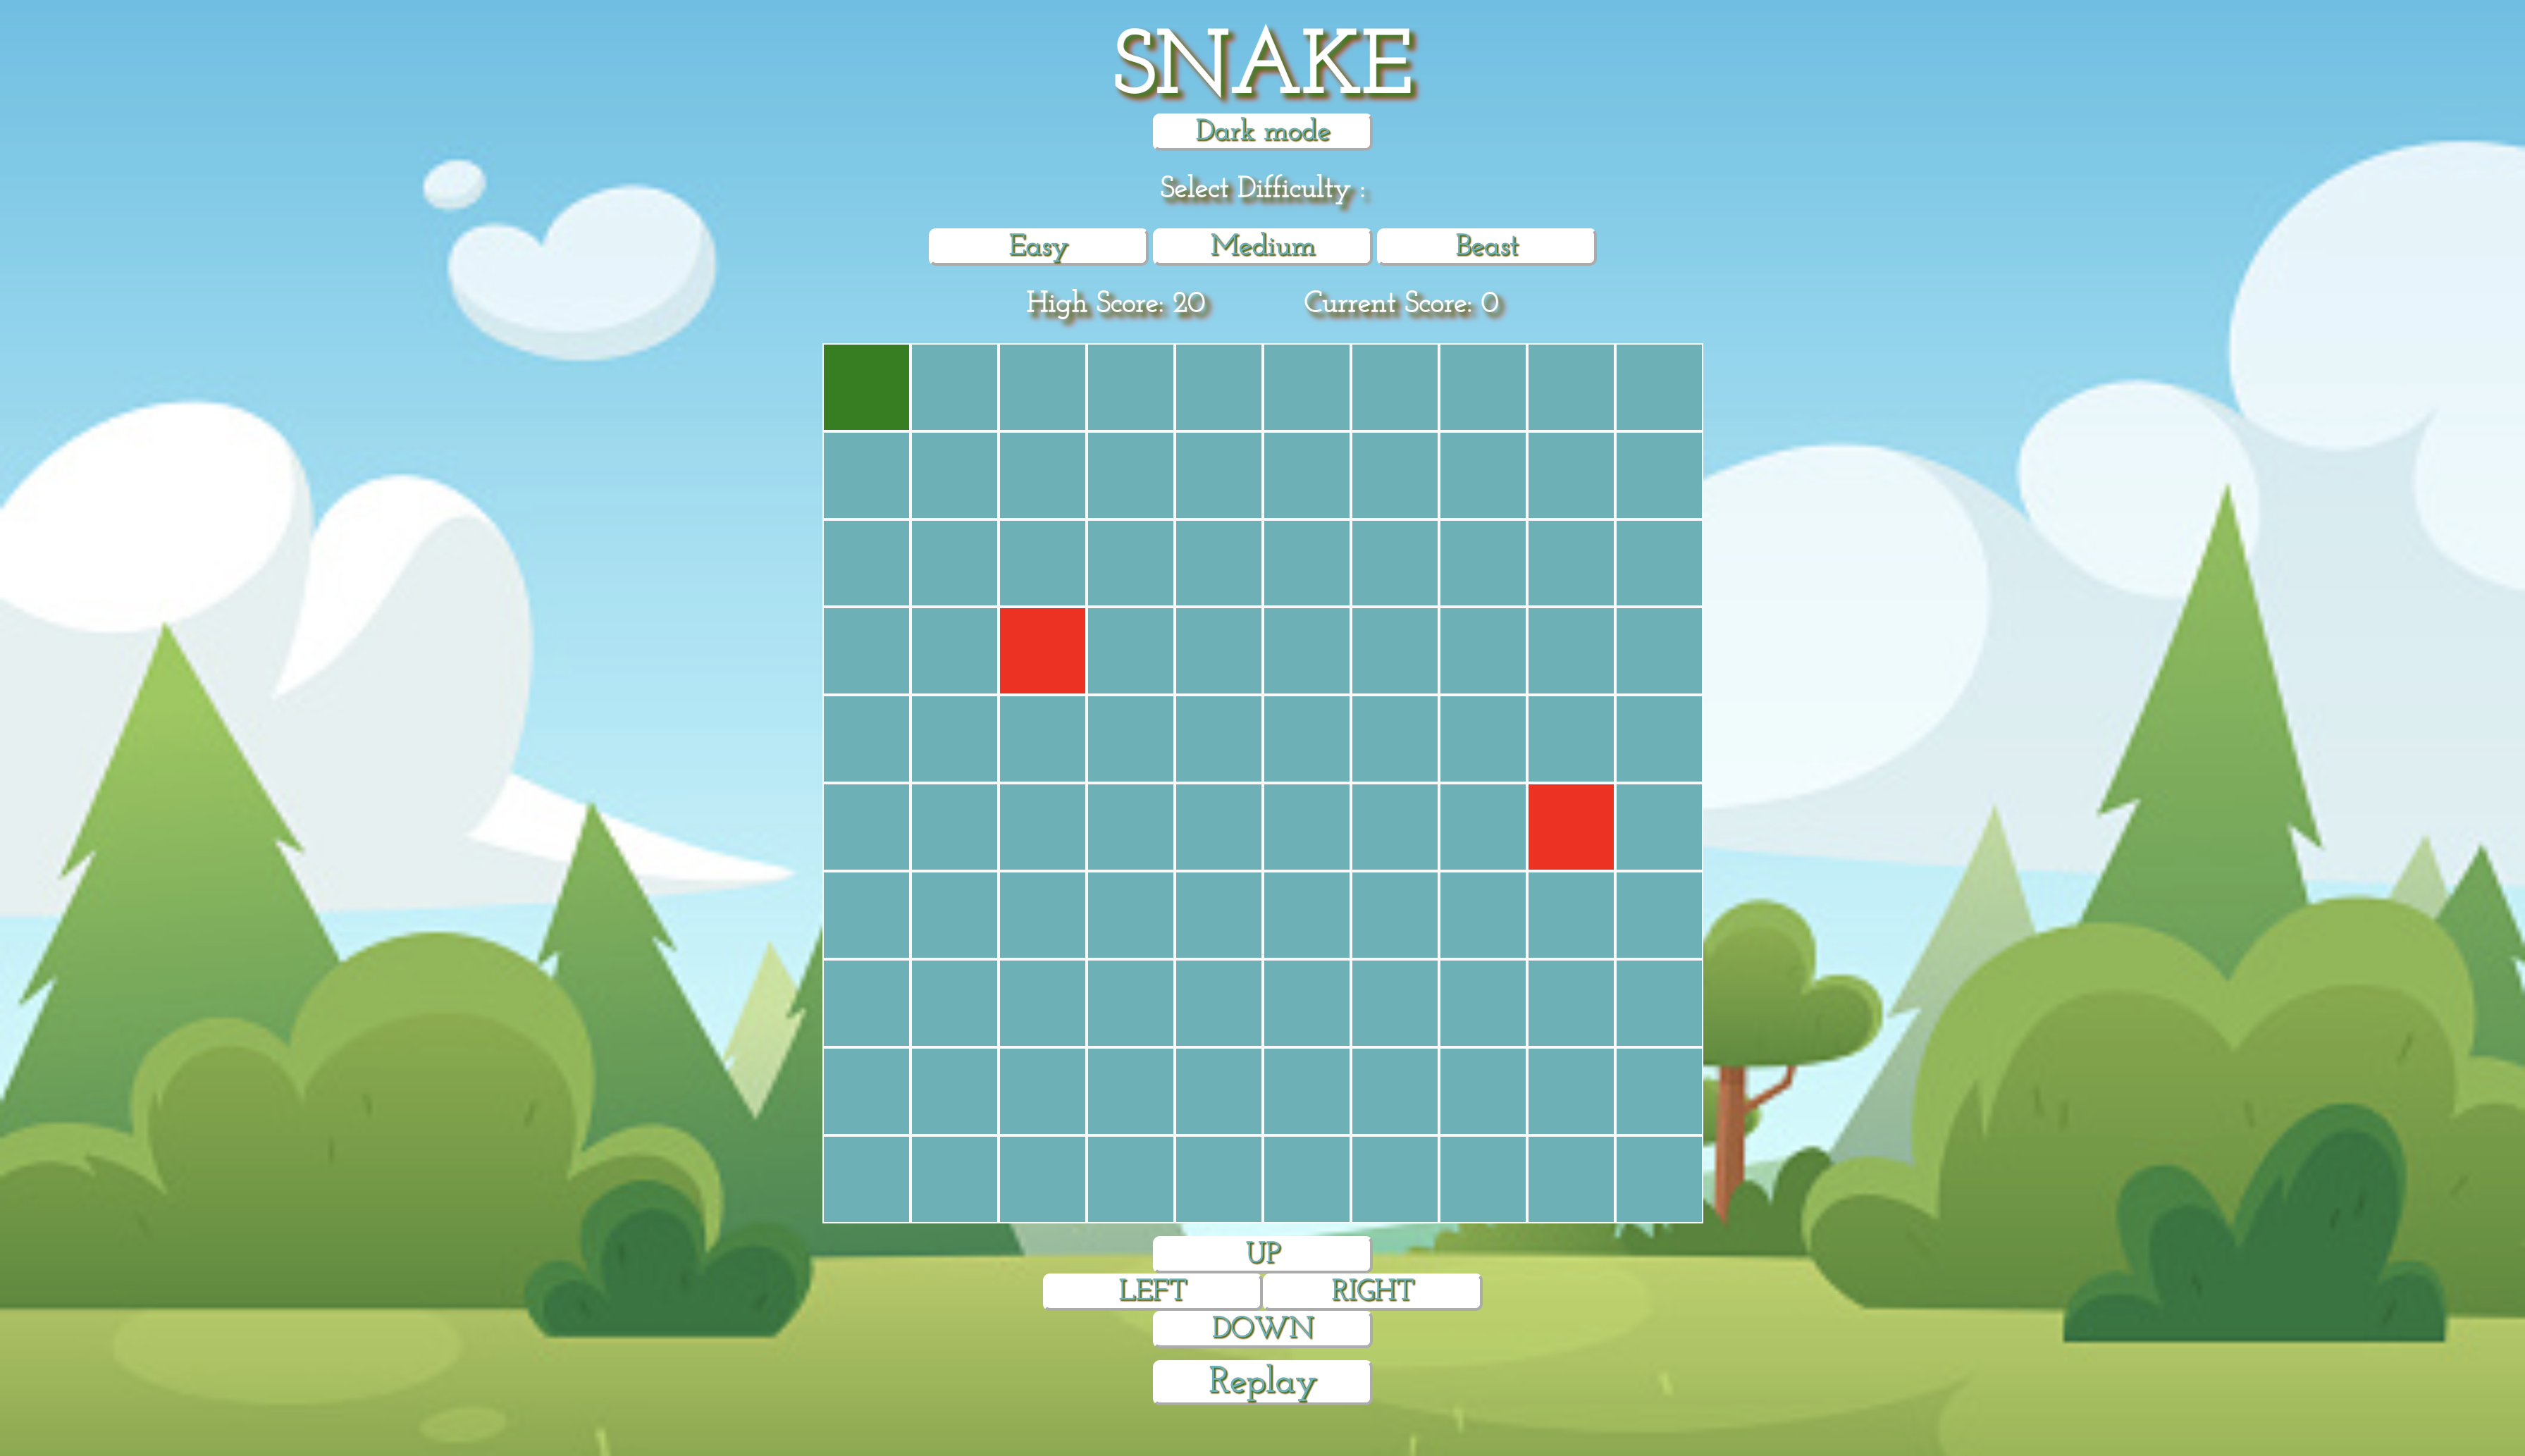 SNAKE
Dark mode
Select Difficulty :
Easy Medium Beast
High Score: 20 Current Score: 0
UP
LEFT RIGHT
DOWN
Replay